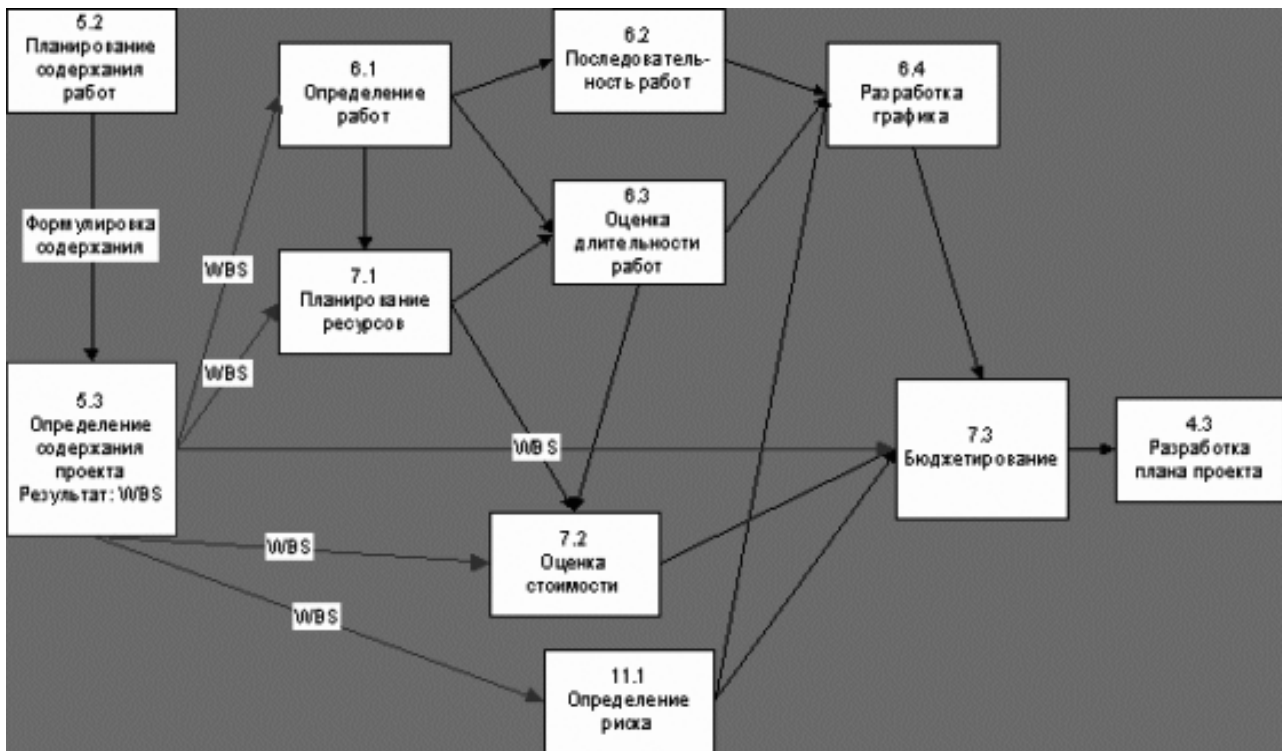 5.2
Планирование
содержания
работ
6.1
Определение
работ
6.2
Последователь-
ность работ
6.4
Разработка
графика
Формулировка
содержания
6.3
Оценка
длительности
работ
WBS
7.1
Планирование
ресурсов
WBS
5.3
Определение
содержания
проекта
Результат: WBS
WBS
7.3
Бюджетирование
4.3
Разработка
плана проекта
WBS
7.2
Оценка
стоимости
WBS
11.1
Определение
риска